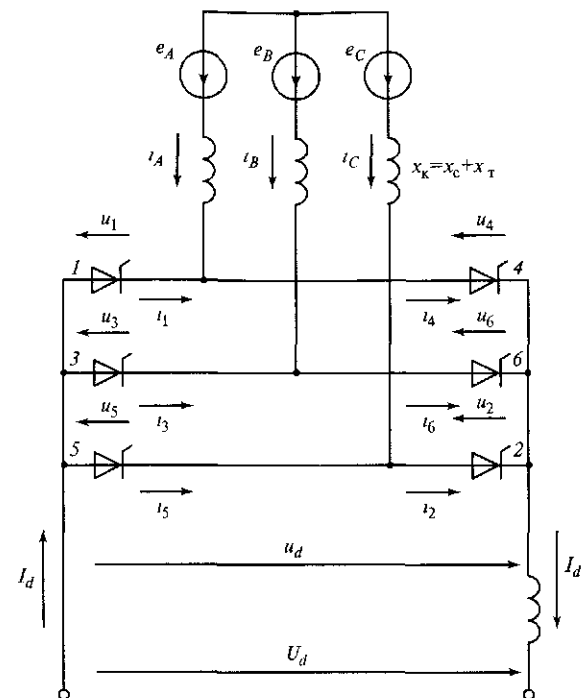 e_A e_B e_C
i_A i_B i_C x_к=x_с+x_т
u_1 u_4
1 4
i_1 i_4
u_3 u_6
3 6
i_3 i_6
u_5 u_2
5 2
i_5 i_2
u_d
I_d I_d
U_d